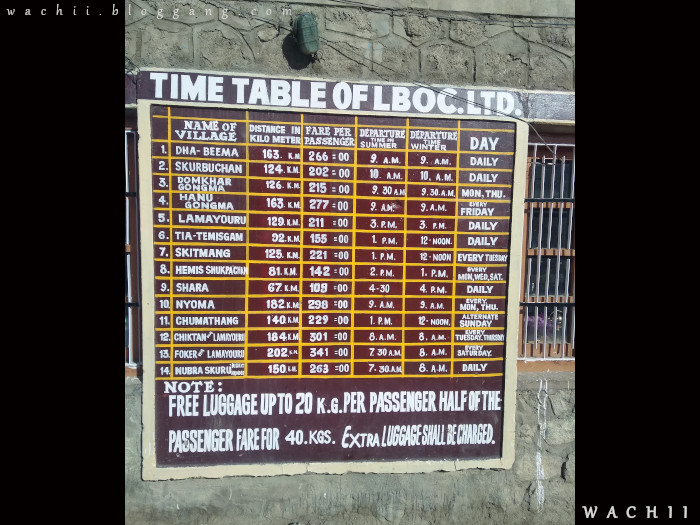 wachii.bloggang.com
TIME TABLE OF LBOC.LTD.
NAME OF VILLAGE DISTANCE IN KILO METER FARE PER PASSENGER DEPARTURE TIME IN SUMMER DEPARTURE TIME WINTER DAY
1. DHA-BEEMA 163. K.M 266=00 9. A.M. 9. A.M. DAILY
2. SKURBUCHAN 124. K.M 202=00 10. A.M. 10. A.M. DAILY
3. DOMKHAR GONGMA 126. K.M 215=00 9.30 A.M 9.30.A.M. MON, THU.
4. HANU GONGMA 163. K.M 277=00 9. A.M. 9. A.M. EVERY FRIDAY
5. LAMAYOURU 129. K.M 211=00 3. P.M. 3. P.M. DAILY
6. TIA-TEMISGAM 92. K.M 155=00 1. P.M. 12-NOON. DAILY
7. SKITMANG 125. K.M 221=00 1. P.M. 12-NOON EVERY TUESDAY
8. HEMIS SHUKPACHAN 81. K.M 142=00 2. P.M. 1. P.M. EVERY MON, WED, SAT.
9. SHARA 67. K.M 109=00 4-30 4. P.M. DAILY
10. NYOMA 182 K.M. 298=00 9. A.M. 9. A.M. EVERY MON, THU.
11. CHUMATHANG 140 K.M 229=00 1. P.M. 12-NOON. ALTERNATE SUNDAY
12. CHIKTAN LAMAYOURU 184 K.M 301=00 8. A.M. 8. A.M. EVERY TUESDAY, THURSDAY
13. FOKER LAMAYOURU 202 K.M. 341=00 7.30 A.M. 8. A.M. EVERY SATURDAY.
14. NUBRA SKURU 150 K.M. 263=00 7.30.A.M. 8. A.M. DAILY
NOTE:
FREE LUGGAGE UP TO 20 K.G. PER PASSENGER HALF OF THE
PASSENGER FARE FOR 40.KGS. EXTRA LUGGAGE SHALL BE CHARGED.
WACHII